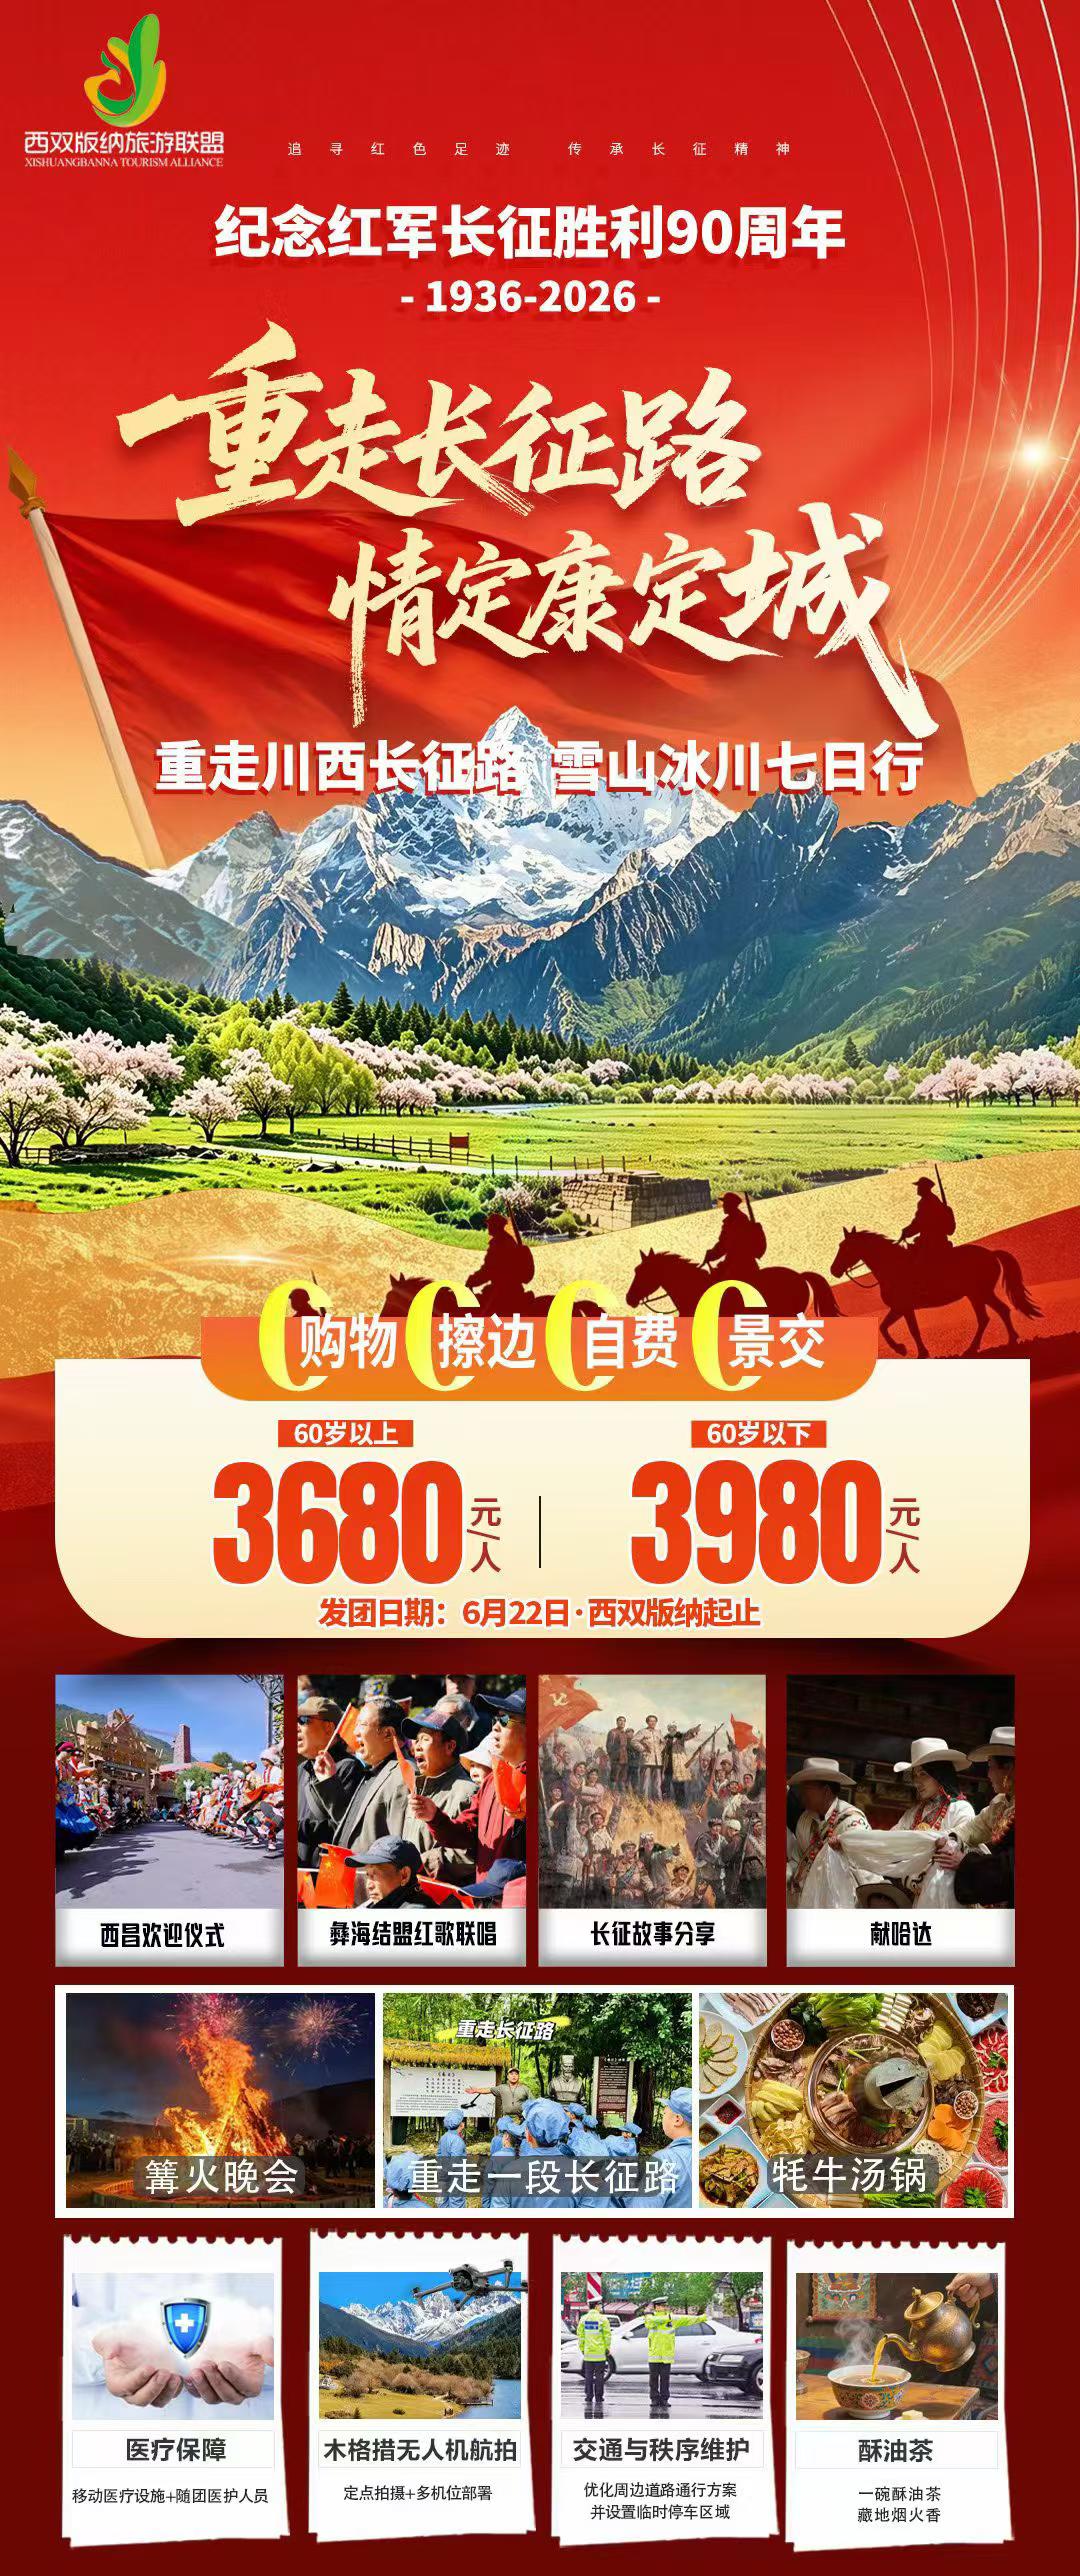 西双版纳旅游联盟
XISHUANGBANNA TOURISM ALLIANCE
追寻红色足迹 传承长征精神
纪念红军长征胜利90周年
- 1936-2026 -
重走长征路
情定康定城
重走川西长征路 雪山冰川七日行
0购物 0擦边 0自费 0景交
60岁以上
3680元/人
60岁以下
3980元/人
发团日期：6月22日·西双版纳起止
西昌欢迎仪式
彝海结盟红歌联唱
长征故事分享
献哈达
篝火晚会
重走长征路
重走一段长征路
牦牛汤锅
医疗保障
移动医疗设施+随团医护人员
木格措无人机航拍
定点拍摄+多机位部署
交通与秩序维护
优化周边道路通行方案
并设置临时停车区域
酥油茶
一碗酥油茶
藏地烟火香